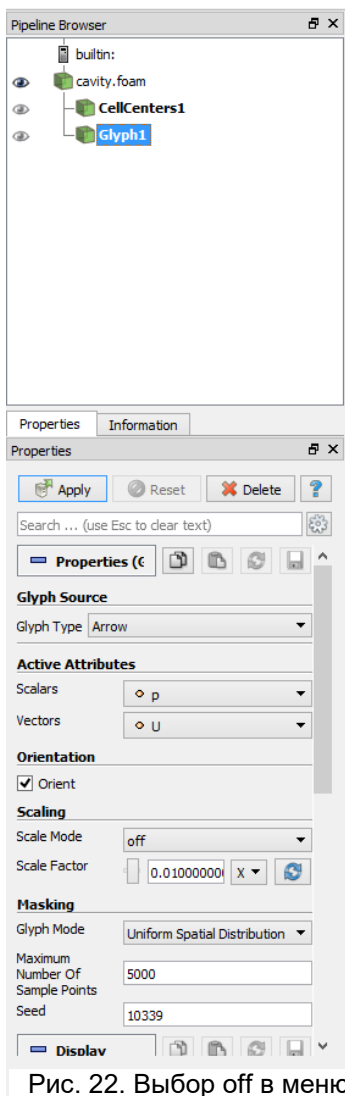 Pipeline Browser
builtin:
cavity.foam
CellCenters1
Glyph1
Properties Information
Properties
Apply Reset Delete ?
Search ... (use Esc to clear text)
Properties (G
Glyph Source
Glyph Type Arrow
Active Attributes
Scalars p
Vectors U
Orientation
Orient
Scaling
Scale Mode off
Scale Factor 0.01000000 X
Masking
Glyph Mode Uniform Spatial Distribution
Maximum
Number Of 5000
Sample Points
Seed 10339
Display
Рис. 22. Выбор off в меню